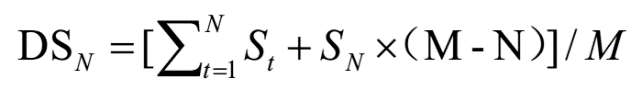 DS_N = [∑_{t=1}^{N} S_t + S_N × (M - N)] / M